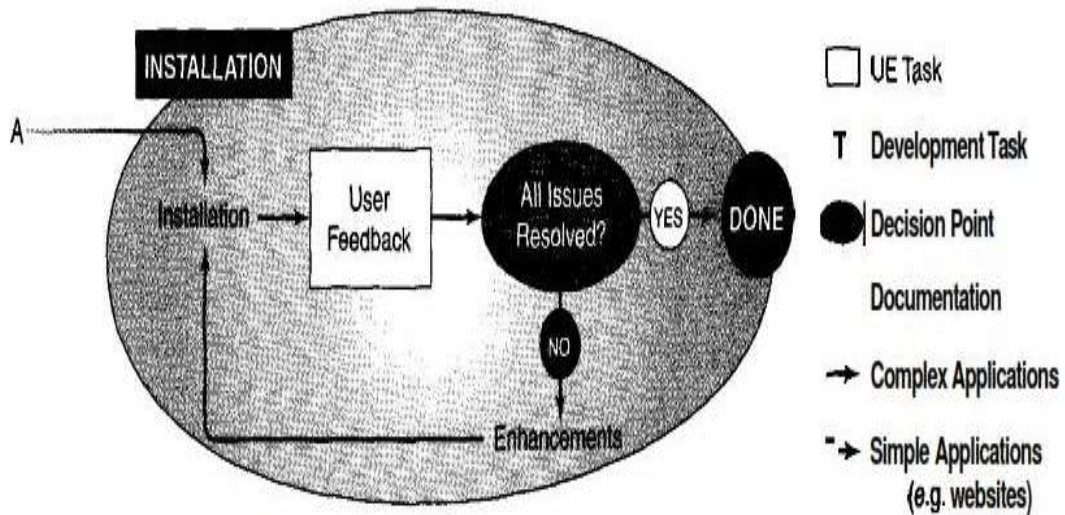 INSTALLATION
A
Installation
User
Feedback
All Issues
Resolved?
YES
DONE
NO
Enhancements
UE Task
T Development Task
Decision Point
Documentation
Complex Applications
Simple Applications
(e.g. websites)